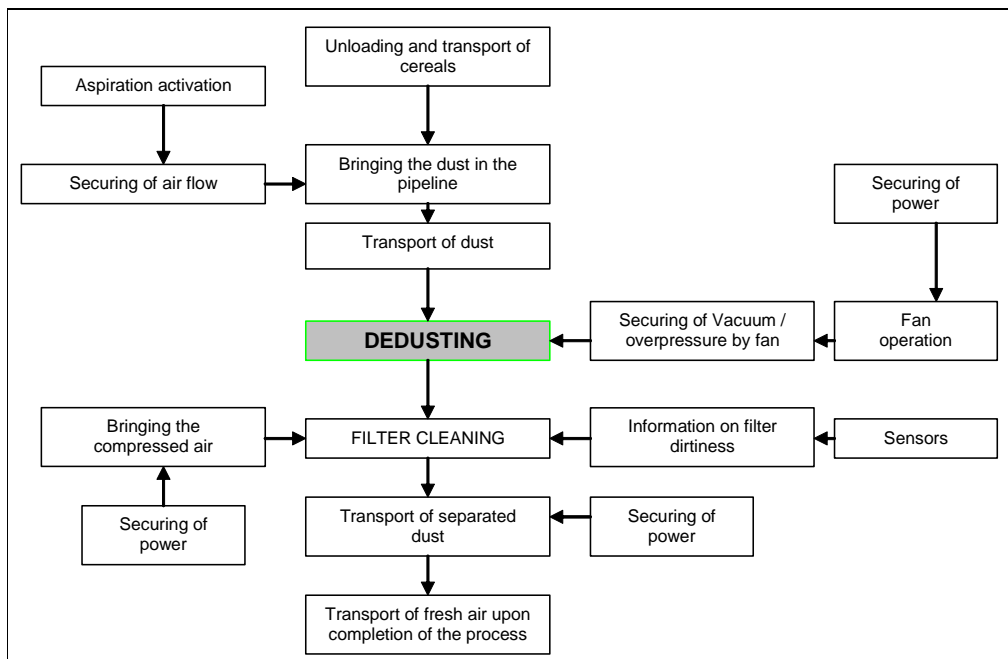 Unloading and transport of
cereals
Aspiration activation
Securing of air flow
Bringing the dust in the
pipeline
Securing of
power
Transport of dust
DEDUSTING
Securing of Vacuum /
overpressure by fan
Fan
operation
Bringing the
compressed air
FILTER CLEANING
Information on filter
dirtiness
Sensors
Securing of
power
Transport of separated
dust
Securing of
power
Transport of fresh air upon
completion of the process